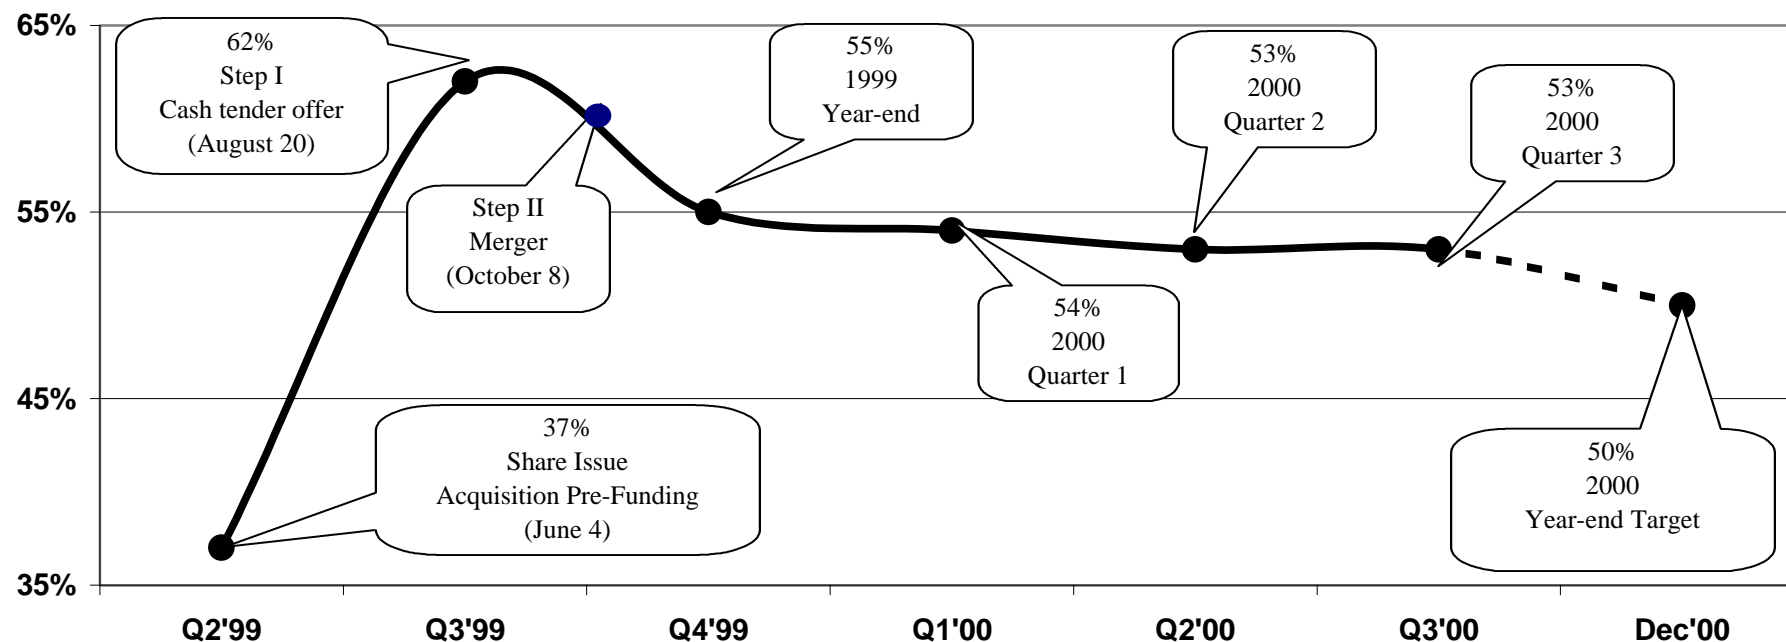 65%
55%
45%
35%
62%
Step I
Cash tender offer
(August 20)
Step II
Merger
(October 8)
55%
1999
Year-end
53%
2000
Quarter 2
53%
2000
Quarter 3
54%
2000
Quarter 1
37%
Share Issue
Acquisition Pre-Funding
(June 4)
50%
2000
Year-end Target
Q2'99 Q3'99 Q4'99 Q1'00 Q2'00 Q3'00 Dec'00